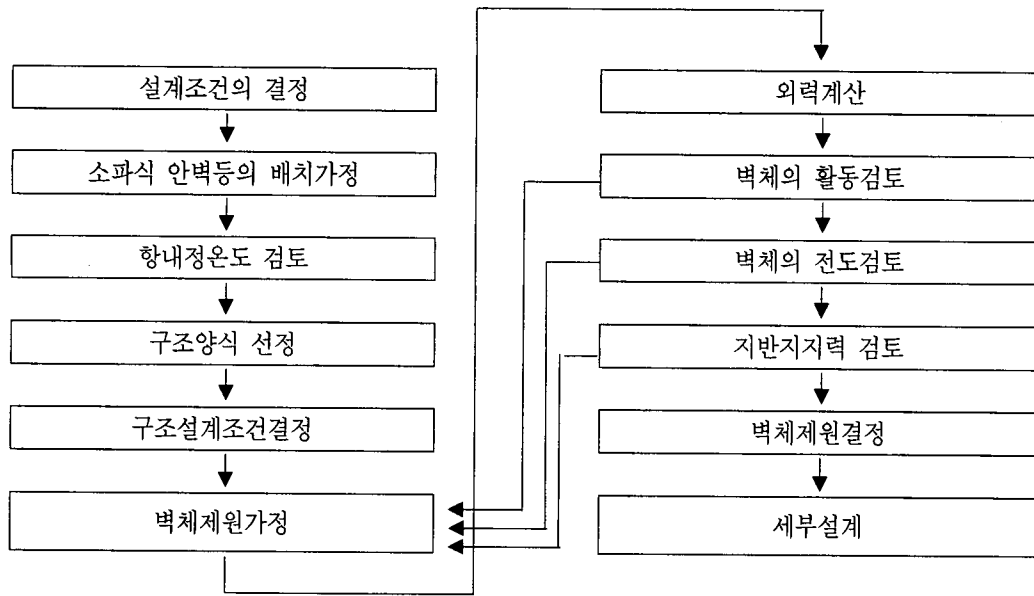 설계조건의 결정
소파식 안벽등의 배치가정
항내정온도 검토
구조양식 선정
구조설계조건결정
벽체제원가정
외력계산
벽체의 활동검토
벽체의 전도검토
지반지지력 검토
벽체제원결정
세부설계